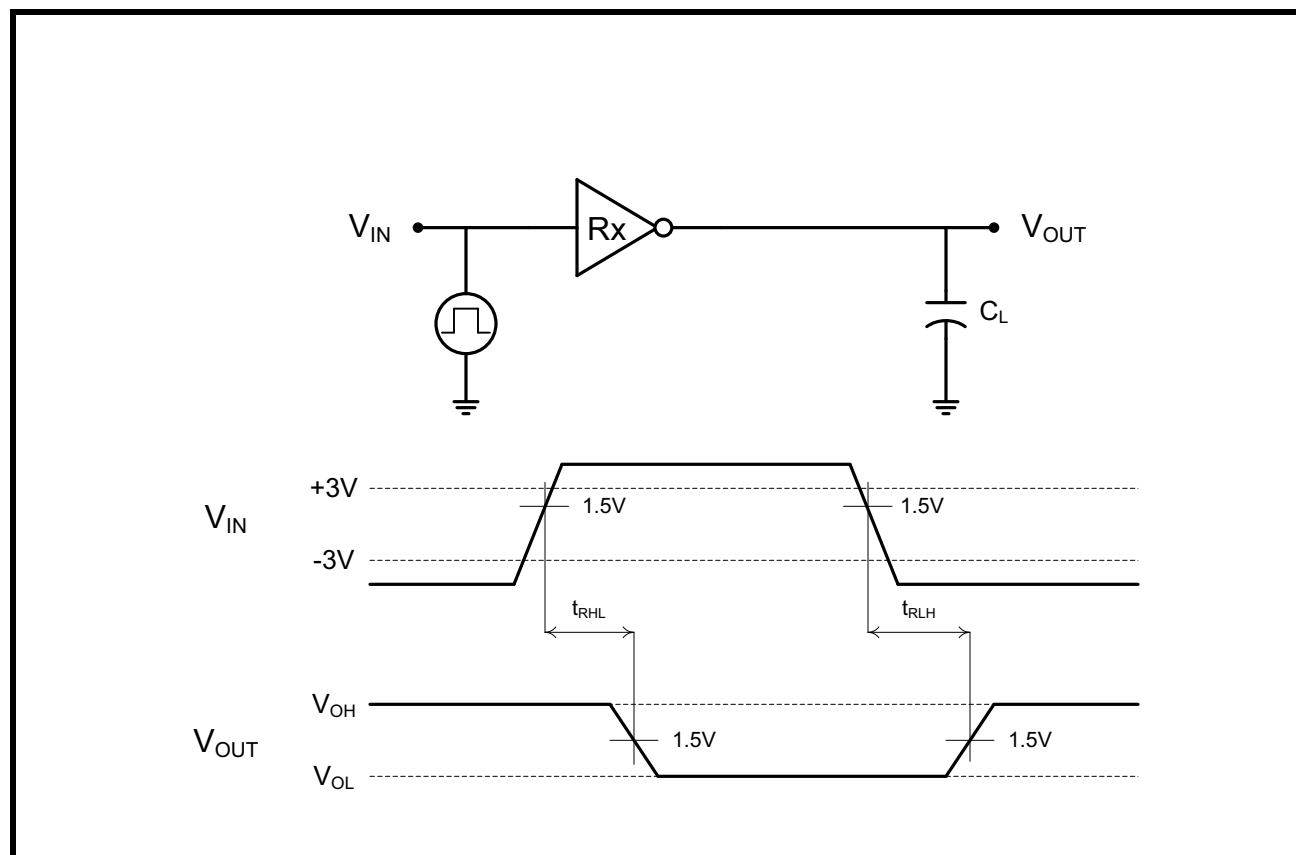 V_IN Rx V_OUT
C_L
+3V
1.5V 1.5V
V_IN
-3V
t_RHL t_RLH
V_OH
V_OUT 1.5V 1.5V
V_OL